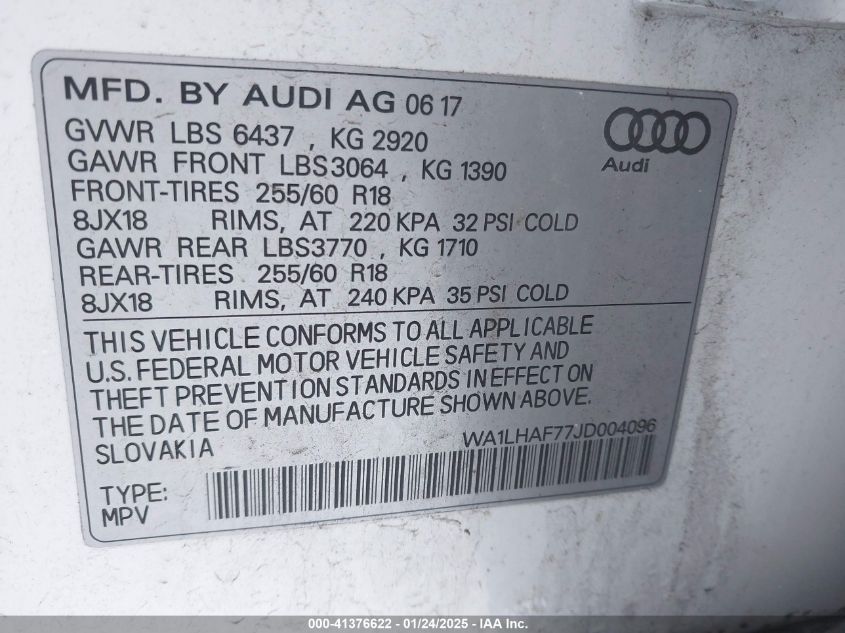 MFD. BY AUDI AG 06 17
GVWR LBS 6437 , KG 2920
GAWR FRONT LBS3064 , KG 1390
FRONT-TIRES 255/60 R18
8JX18 RIMS, AT 220 KPA 32 PSI COLD
GAWR REAR LBS3770 , KG 1710
REAR-TIRES 255/60 R18
8JX18 RIMS, AT 240 KPA 35 PSI COLD
Audi
THIS VEHICLE CONFORMS TO ALL APPLICABLE
U.S. FEDERAL MOTOR VEHICLE SAFETY AND
THEFT PREVENTION STANDARDS IN EFFECT ON
THE DATE OF MANUFACTURE SHOWN ABOVE.
SLOVAKIA
WA1LHAF77JD004096
TYPE:
MPV
000-41376622 - 01/24/2025 - IAA Inc.